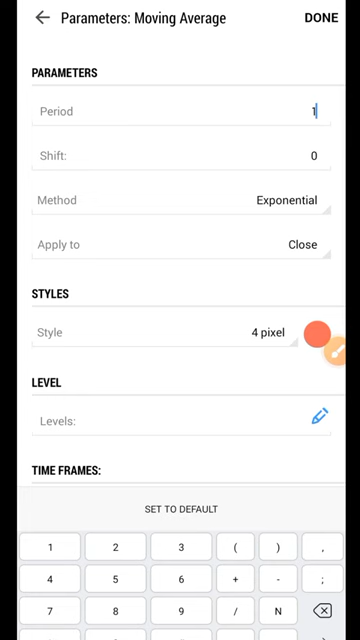 Parameters: Moving Average DONE
PARAMETERS
Period 1
Shift: 0
Method Exponential
Apply to Close
STYLES
Style 4 pixel
LEVEL
Levels:
TIME FRAMES:
SET TO DEFAULT
1 2 3 ( ) ,
4 5 6 + - ;
7 8 9 / N